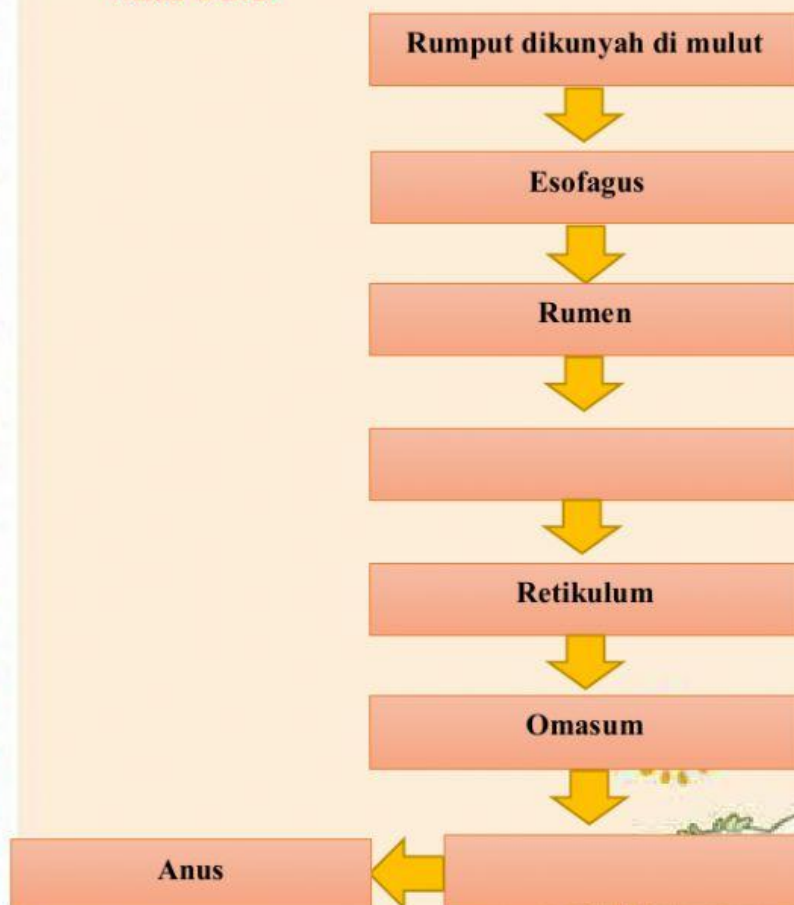 Rumput dikunyah di mulut
Esofagus
Rumen
Retikulum
Omasum
Anus